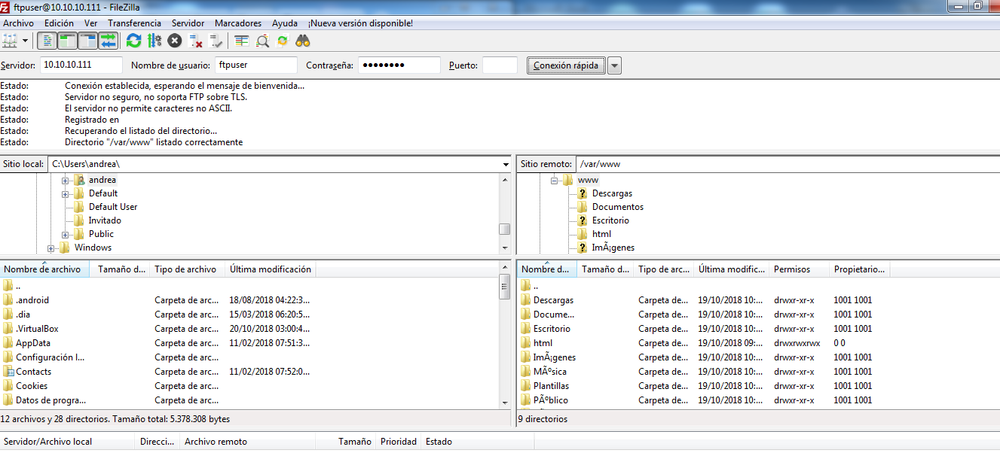 ftpuser@10.10.10.111 - FileZilla
Archivo Edición Ver Transferencia Servidor Marcadores Ayuda ¡Nueva versión disponible!
Servidor: 10.10.10.111 Nombre de usuario: ftpuser Contraseña: ●●●●●●●● Puerto: Conexión rápida
Estado: Conexión establecida, esperando el mensaje de bienvenida...
Estado: Servidor no seguro, no soporta FTP sobre TLS.
Estado: El servidor no permite caracteres no ASCII.
Estado: Registrado en
Estado: Recuperando el listado del directorio...
Estado: Directorio "/var/www" listado correctamente
Sitio local: C:\Users\andrea\
andrea
Default
Default User
Invitado
Public
Windows
Sitio remoto: /var/www
www
Descargas
Documentos
Escritorio
html
ImÃ¡genes
Nombre de archivo Tamaño d... Tipo de archivo Última modificación
..
.android Carpeta de arc... 18/08/2018 04:22:3...
.dia Carpeta de arc... 15/03/2018 06:20:5...
.VirtualBox Carpeta de arc... 20/10/2018 03:00:4...
AppData Carpeta de arc... 11/02/2018 07:51:3...
Configuración l... Carpeta de arc...
Contacts Carpeta de arc... 11/02/2018 07:52:0...
Cookies Carpeta de arc...
Datos de progra... Carpeta de arc...
12 archivos y 28 directorios. Tamaño total: 5.378.308 bytes
Nombre d... Tamaño d... Tipo de arc... Última modific... Permisos Propietario...
..
Descargas Carpeta de... 19/10/2018 10:... drwxr-xr-x 1001 1001
Docume... Carpeta de... 19/10/2018 10:... drwxr-xr-x 1001 1001
Escritorio Carpeta de... 19/10/2018 10:... drwxr-xr-x 1001 1001
html Carpeta de... 19/10/2018 09:... drwxrwxrwx 0 0
ImÃ¡genes Carpeta de... 19/10/2018 10:... drwxr-xr-x 1001 1001
MÃºsica Carpeta de... 19/10/2018 10:... drwxr-xr-x 1001 1001
Plantillas Carpeta de... 19/10/2018 10:... drwxr-xr-x 1001 1001
PÃºblico Carpeta de... 19/10/2018 10:... drwxr-xr-x 1001 1001
9 directorios
Servidor/Archivo local Direcci... Archivo remoto Tamaño Prioridad Estado